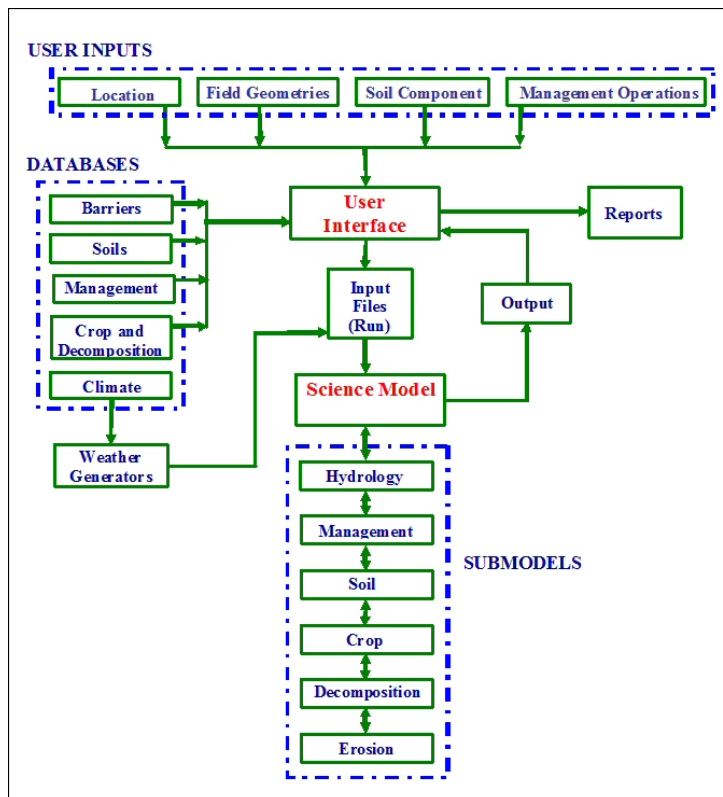 USER INPUTS
Location
Field Geometries
Soil Component
Management Operations
DATABASES
Barriers
Soils
Management
Crop and
Decomposition
Climate
Weather
Generators
User
Interface
Reports
Input
Files
(Run)
Output
Science Model
Hydrology
Management
Soil
Crop
Decomposition
Erosion
SUBMODELS